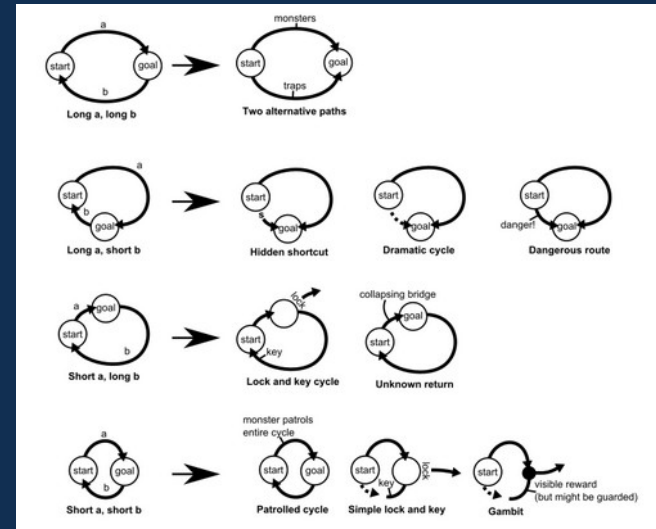 a
start
goal
b
Long a, long b
monsters
start
goal
traps
Two alternative paths
a
start
b
goal
Long a, short b
start
s
goal
Hidden shortcut
start
goal
Dramatic cycle
start
danger!
goal
Dangerous route
a
goal
start
b
Short a, long b
lock
start
key
Lock and key cycle
collapsing bridge
goal
start
Unknown return
a
start
goal
b
Short a, short b
monster patrols
entire cycle
start
goal
Patrolled cycle
start
lock
key
Simple lock and key
start
visible reward
(but might be guarded)
Gambit